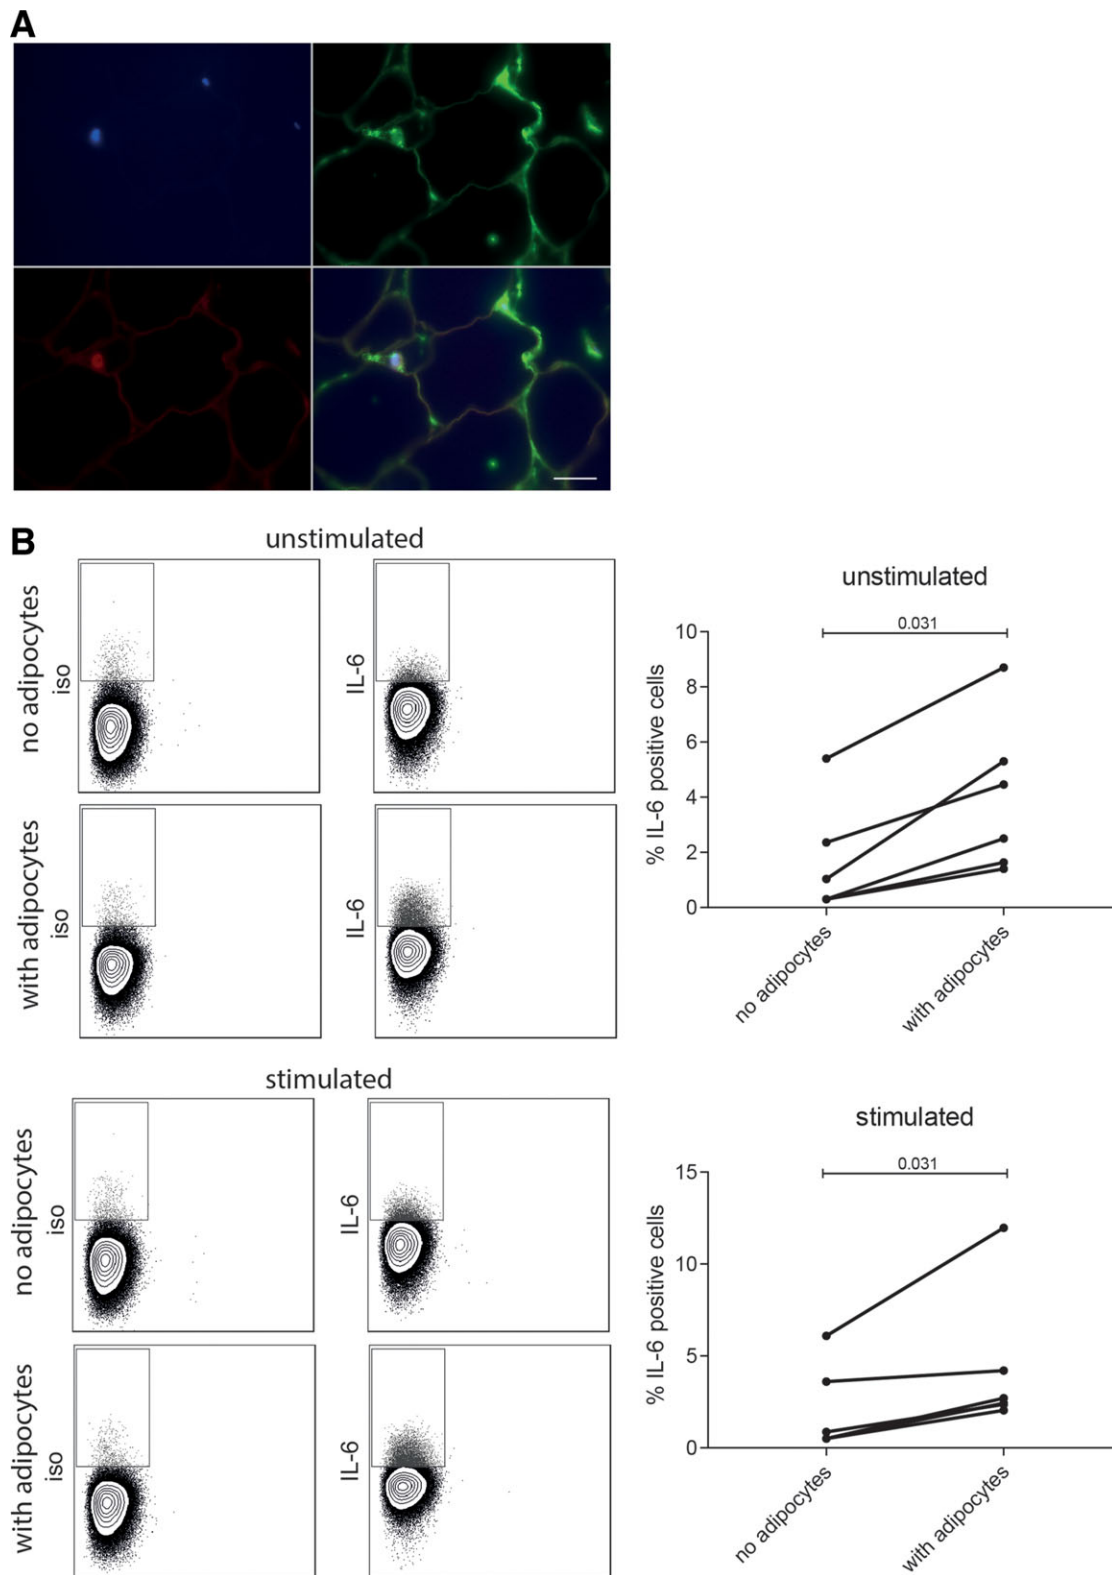 A
B
unstimulated
no adipocytes
iso
IL-6
with adipocytes
iso
IL-6
unstimulated
0.031
10
8
6
4
2
0
% IL-6 positive cells
no adipocytes
with adipocytes
stimulated
no adipocytes
iso
IL-6
with adipocytes
iso
IL-6
stimulated
0.031
15
10
5
0
% IL-6 positive cells
no adipocytes
with adipocytes